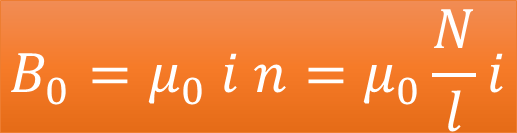 B₀ = μ₀ i n = μ₀ N/l i